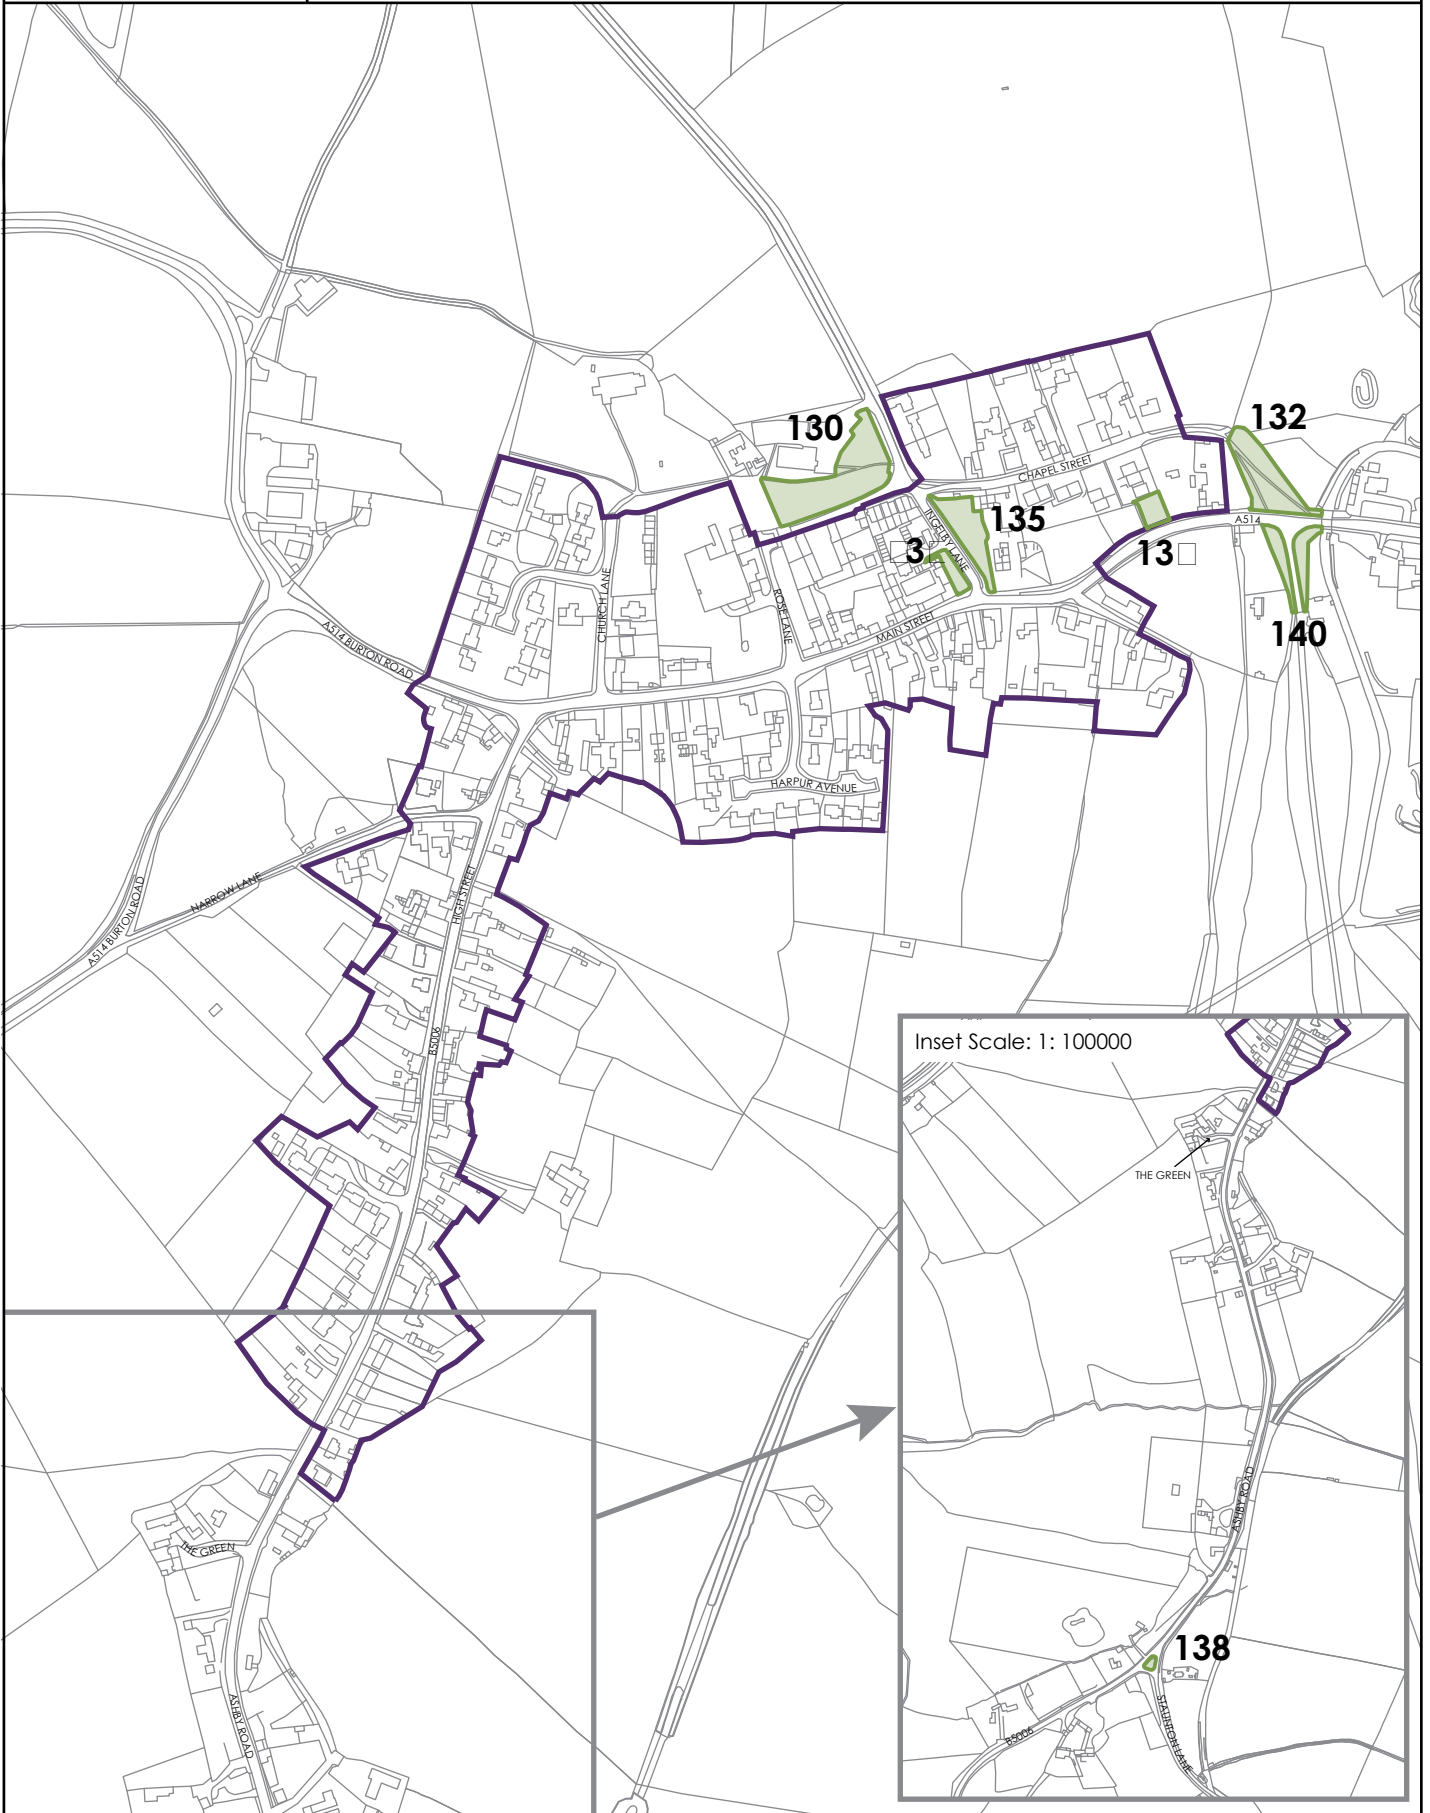 130
132
CHAPEL STREET
135
A514
INGELBY LANE
□3□
13□
CHURCH LANE
ROSE LANE
MAIN STREET
140
A514 BURTON ROAD
HARPUR AVENUE
HIGH STREET
NARROW LANE
A514 BURTON ROAD
B5006
Inset Scale: 1: 100000
THE GREEN
ASHBY ROAD
138
STAUNTON LANE
B5006
THE GREEN
ASHBY ROAD